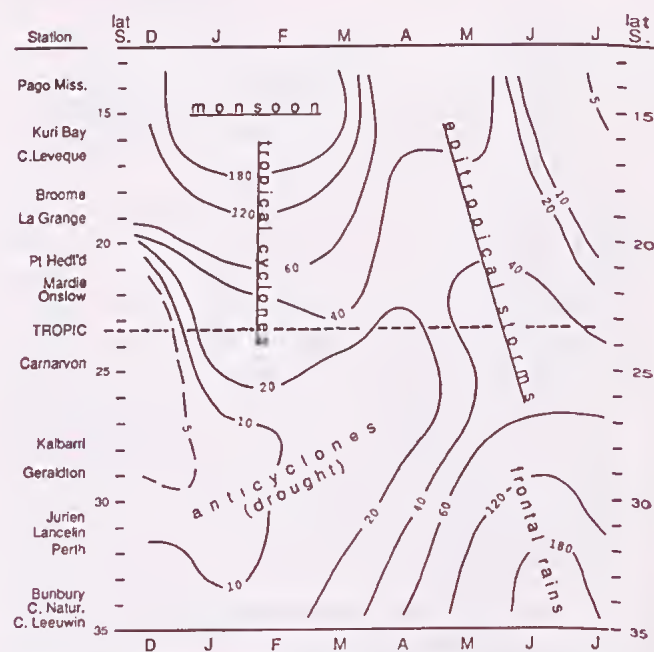 lat lat
Station S. D J F M A M J J S.
Pago Miss.
monsoon
5
15 15
Kuri Bay
C.Leveque
180
120
10
20
Broome
La Grange
tropical cyclones
epitropical storms
20 20
Pt Hedl'd
60
40
Mardie
Onslow
40
TROPIC
Carnarvon
20
25 25
5
10
Kalbarri
anticyclones
(drought)
Geraldton
30 30
20
40
60
120
frontal rains
Jurien
Lancelin
Perth
180
10
Bunbury
C. Natur.
C. Leeuwin
35 35
D J F M A M J J